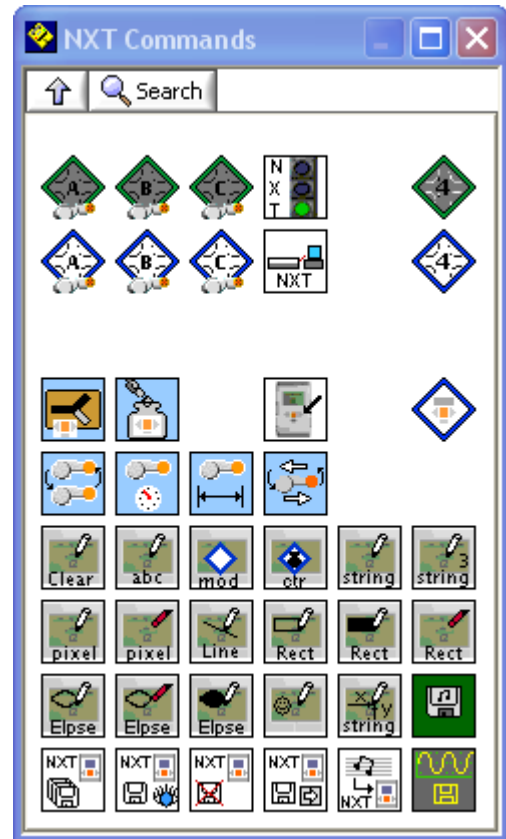 NXT Commands
Search
A B C N X T 4
A B C NXT 4
Clear abc mod ctr string 3 string
pixel pixel Line Rect Rect Rect
Elpse Elpse Elpse x y string
NXT NXT NXT NXT NXT